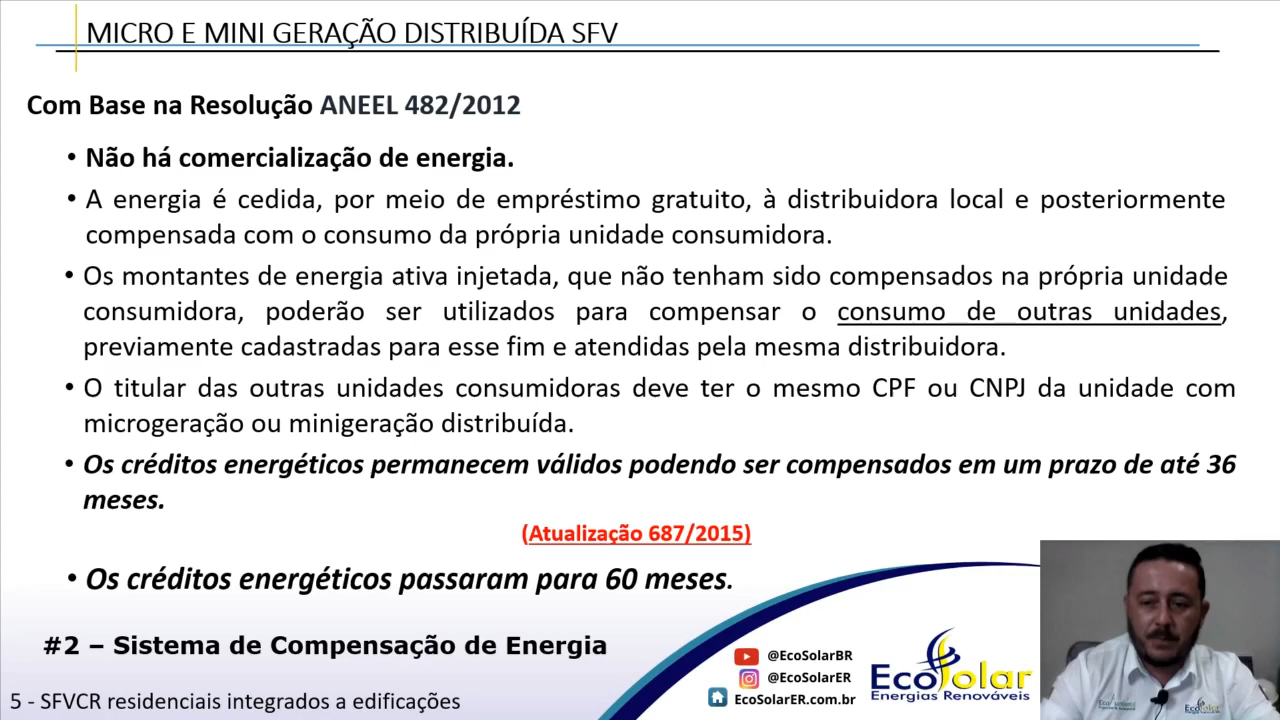 MICRO E MINI GERAÇÃO DISTRIBUÍDA SFV
Com Base na Resolução ANEEL 482/2012
• Não há comercialização de energia.
• A energia é cedida, por meio de empréstimo gratuito, à distribuidora local e posteriormente
compensada com o consumo da própria unidade consumidora.
• Os montantes de energia ativa injetada, que não tenham sido compensados na própria unidade
consumidora, poderão ser utilizados para compensar o consumo de outras unidades,
previamente cadastradas para esse fim e atendidas pela mesma distribuidora.
• O titular das outras unidades consumidoras deve ter o mesmo CPF ou CNPJ da unidade com
microgeração ou minigeração distribuída.
• Os créditos energéticos permanecem válidos podendo ser compensados em um prazo de até 36
meses.
(Atualização 687/2015)
• Os créditos energéticos passaram para 60 meses.
#2 – Sistema de Compensação de Energia
@EcoSolarBR
@EcoSolarER
EcoSolarER.com.br
EcoSolar
Energias Renováveis
5 - SFVCR residenciais integrados a edificações